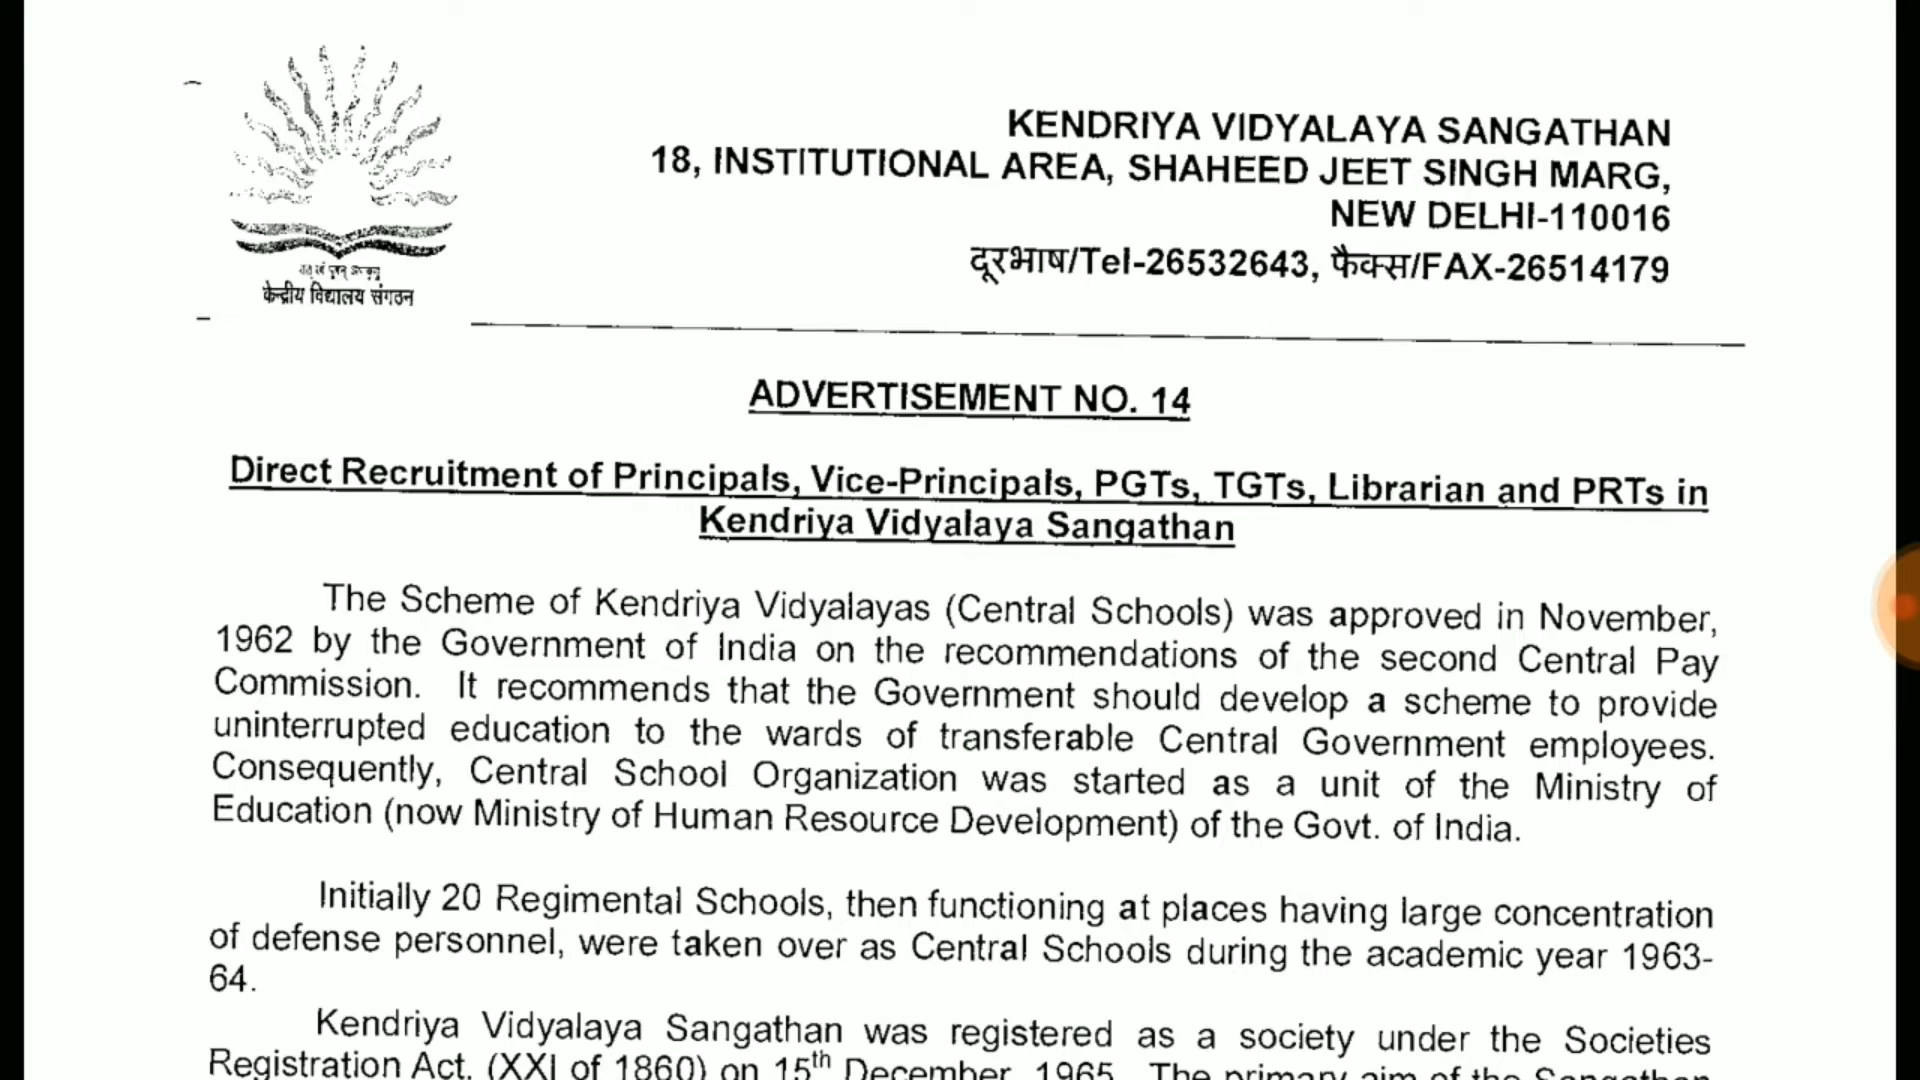 KENDRIYA VIDYALAYA SANGATHAN
18, INSTITUTIONAL AREA, SHAHEED JEET SINGH MARG,
NEW DELHI-110016
दूरभाष/Tel-26532643, फैक्स/FAX-26514179
केन्द्रीय विद्यालय संगठन
ADVERTISEMENT NO. 14
Direct Recruitment of Principals, Vice-Principals, PGTs, TGTs, Librarian and PRTs in
Kendriya Vidyalaya Sangathan
The Scheme of Kendriya Vidyalayas (Central Schools) was approved in November,
1962 by the Government of India on the recommendations of the second Central Pay
Commission. It recommends that the Government should develop a scheme to provide
uninterrupted education to the wards of transferable Central Government employees.
Consequently, Central School Organization was started as a unit of the Ministry of
Education (now Ministry of Human Resource Development) of the Govt. of India.
Initially 20 Regimental Schools, then functioning at places having large concentration
of defense personnel, were taken over as Central Schools during the academic year 1963-
64.
Kendriya Vidyalaya Sangathan was registered as a society under the Societies
Registration Act. (XXI of 1860) on 15th December, 1965. The primary aim of the Sangathan